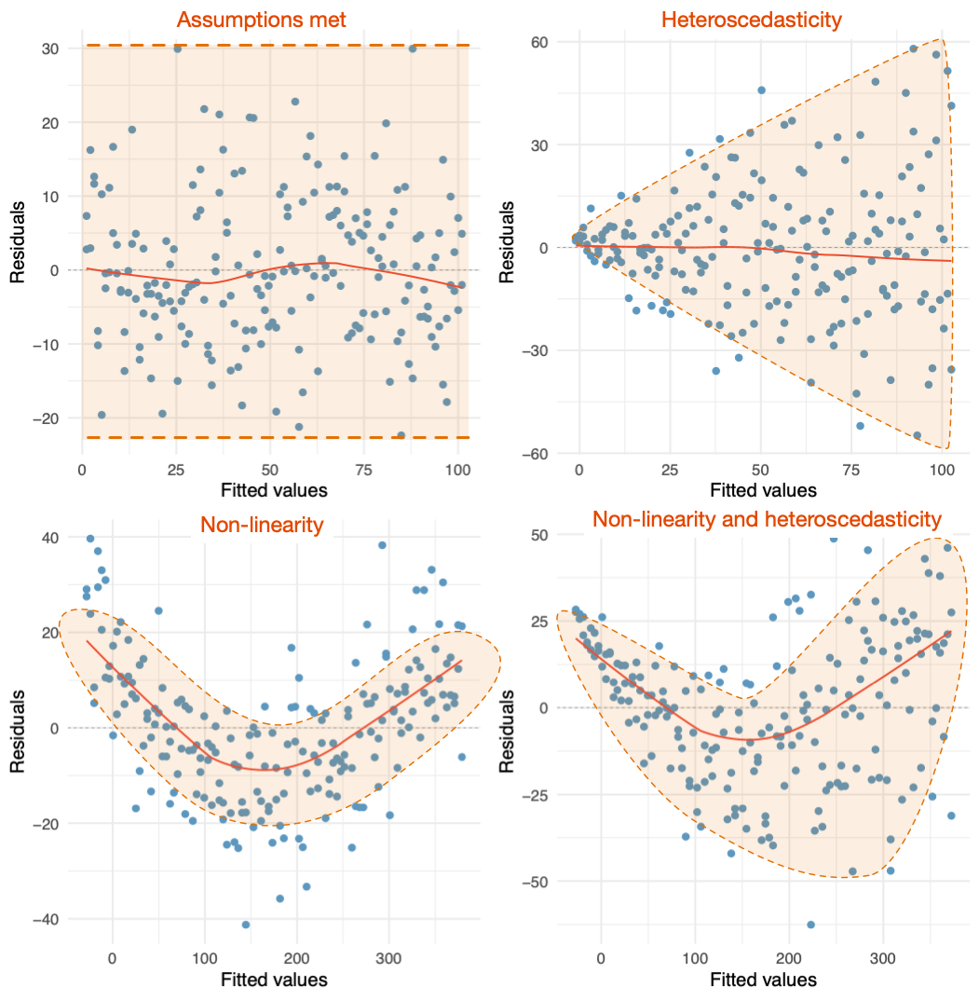 Assumptions met
Residuals
30
20
10
0
−10
−20
0 25 50 75 100
Fitted values
Heteroscedasticity
Residuals
60
30
0
−30
−60
0 25 50 75 100
Fitted values
Non-linearity
Residuals
40
20
0
−20
−40
0 100 200 300
Fitted values
Non-linearity and heteroscedasticity
Residuals
50
25
0
−25
−50
0 100 200 300
Fitted values